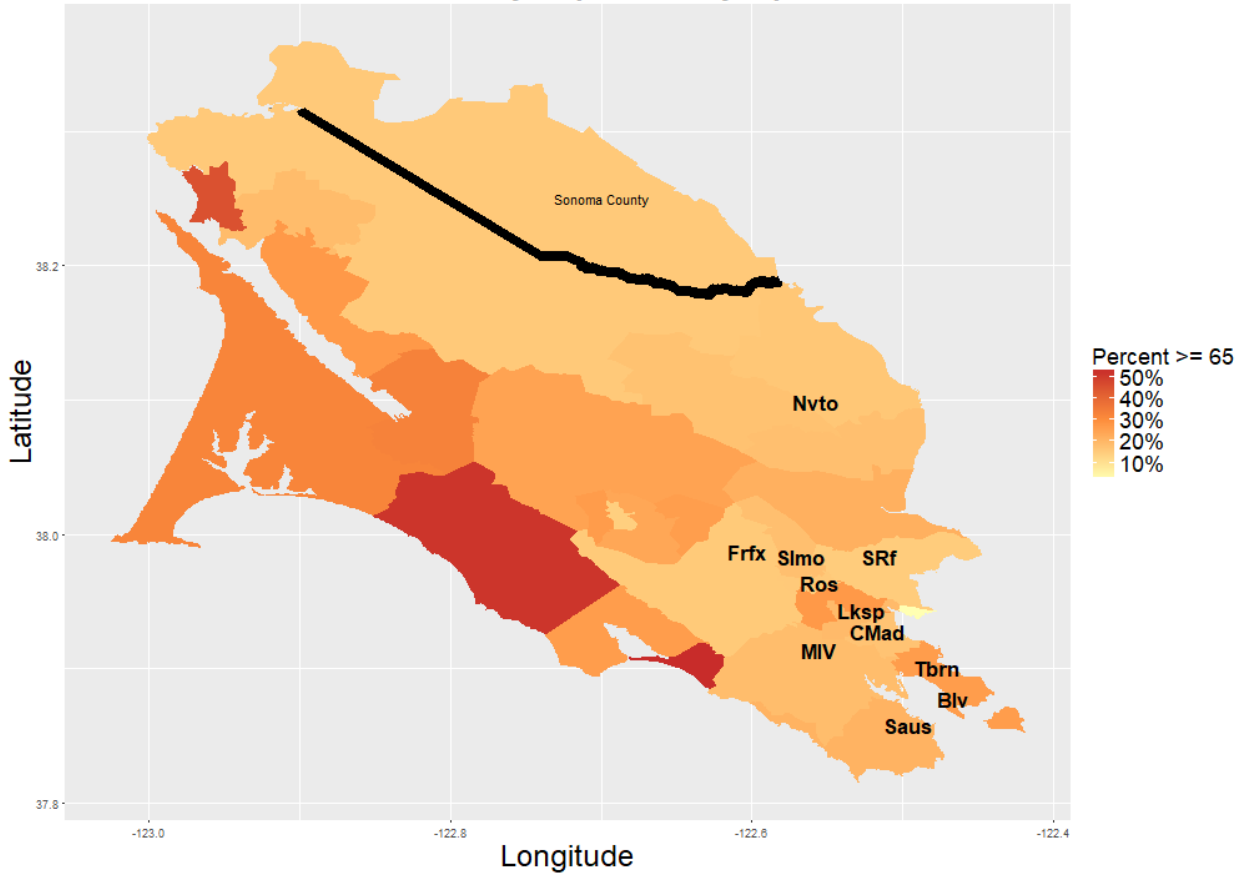 Sonoma County
38.2
Latitude
Percent >= 65
50%
40%
30%
20%
10%
Nvto
38.0
Frfx
Slmo
SRf
Ros
Lksp
CMad
MlV
Tbrn
Blv
Saus
37.8
-123.0
-122.8
-122.6
-122.4
Longitude